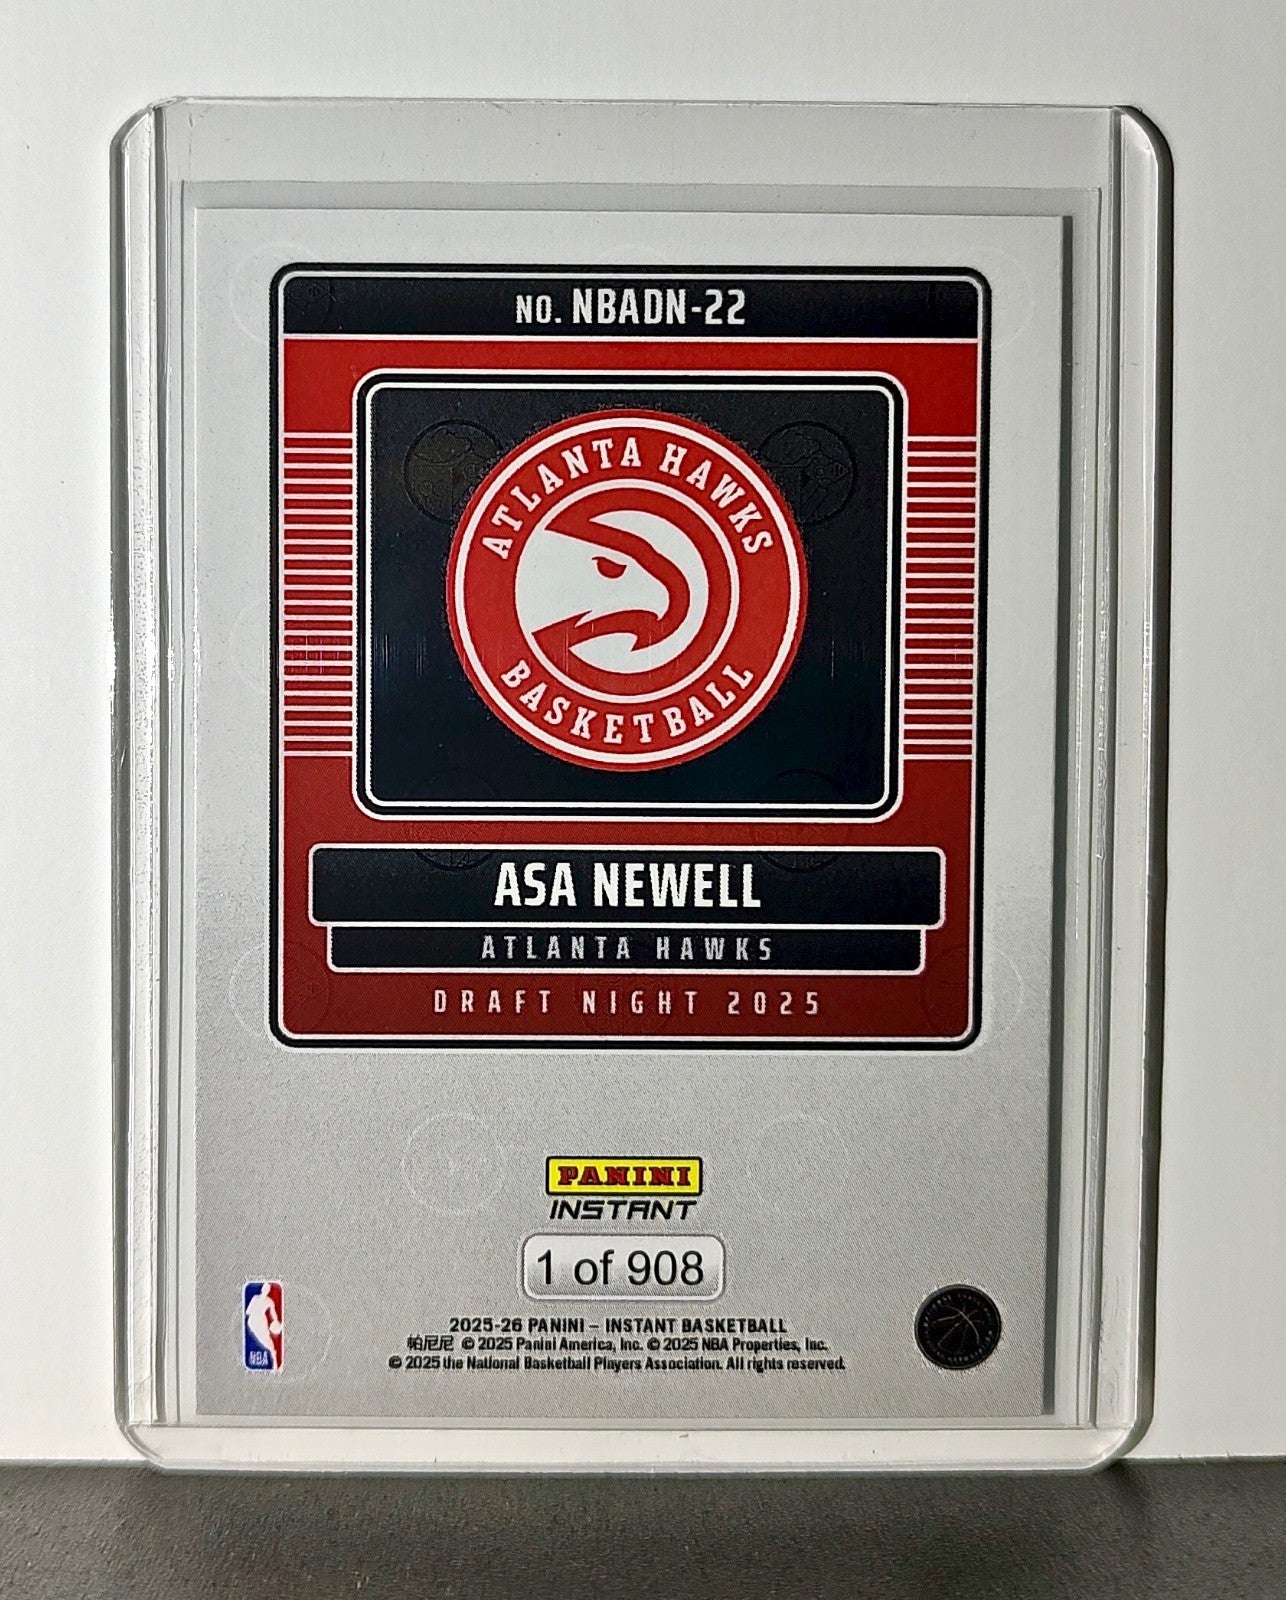 NO. NBADN-22
ATLANTA HAWKS
BASKETBALL
ASA NEWELL
ATLANTA HAWKS
DRAFT NIGHT 2025
PANINI
INSTANT
1 of 908
NBA
2025-26 PANINI – INSTANT BASKETBALL
帕尼尼 © 2025 Panini America, Inc. © 2025 NBA Properties, Inc.
© 2025 the National Basketball Players Association. All rights reserved.